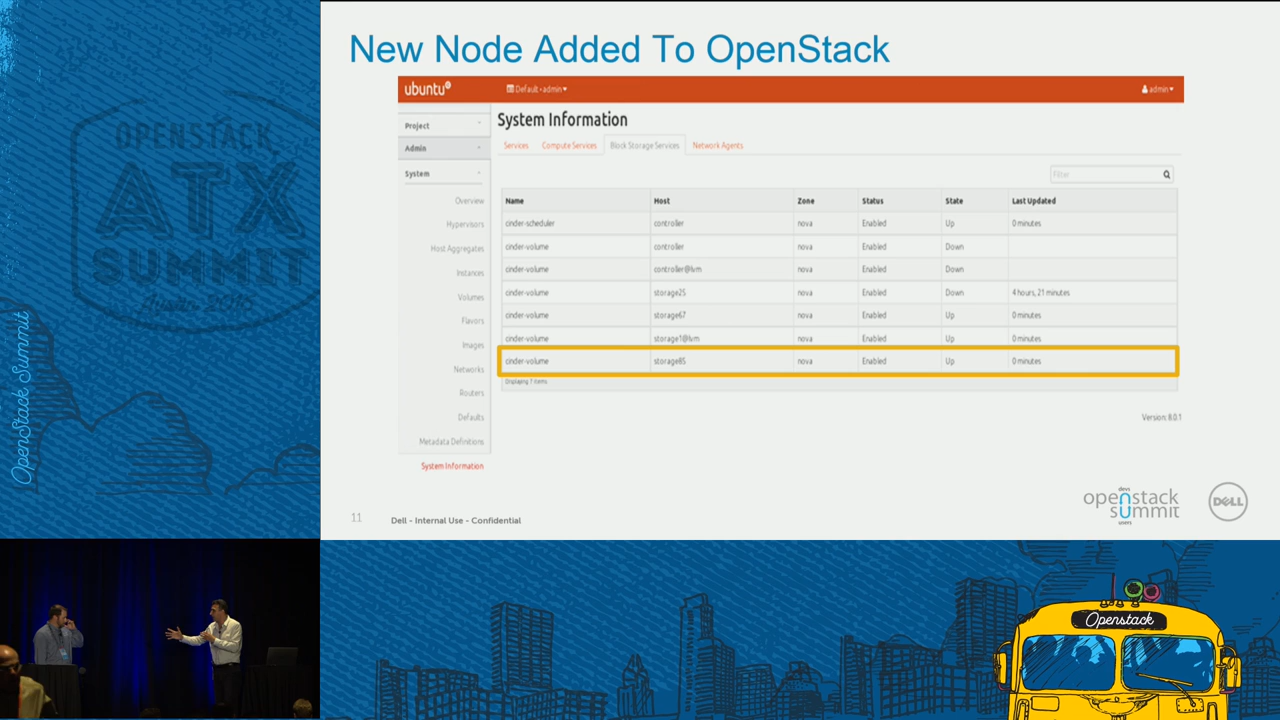 New Node Added To OpenStack
ubuntu
Default • admin
admin
Project
Admin
System
Overview
Hypervisors
Host Aggregates
Instances
Volumes
Flavors
Images
Networks
Routers
Defaults
Metadata Definitions
System Information
System Information
Services Compute Services Block Storage Services Network Agents
Filter
Name Host Zone Status State Last Updated
cinder-scheduler controller nova Enabled Up 0 minutes
cinder-volume controller nova Enabled Down
cinder-volume controller@lvm nova Enabled Down
cinder-volume storage25 nova Enabled Down 4 hours, 21 minutes
cinder-volume storage67 nova Enabled Up 0 minutes
cinder-volume storage1@lvm nova Enabled Up 0 minutes
cinder-volume storage85 nova Enabled Up 0 minutes
Displaying 7 items
Version: 8.0.1
11
Dell - Internal Use - Confidential
devs
openstack
summit
users
DELL
OPENSTACK
ATX
SUMMIT
OpenStack Summit
Openstack